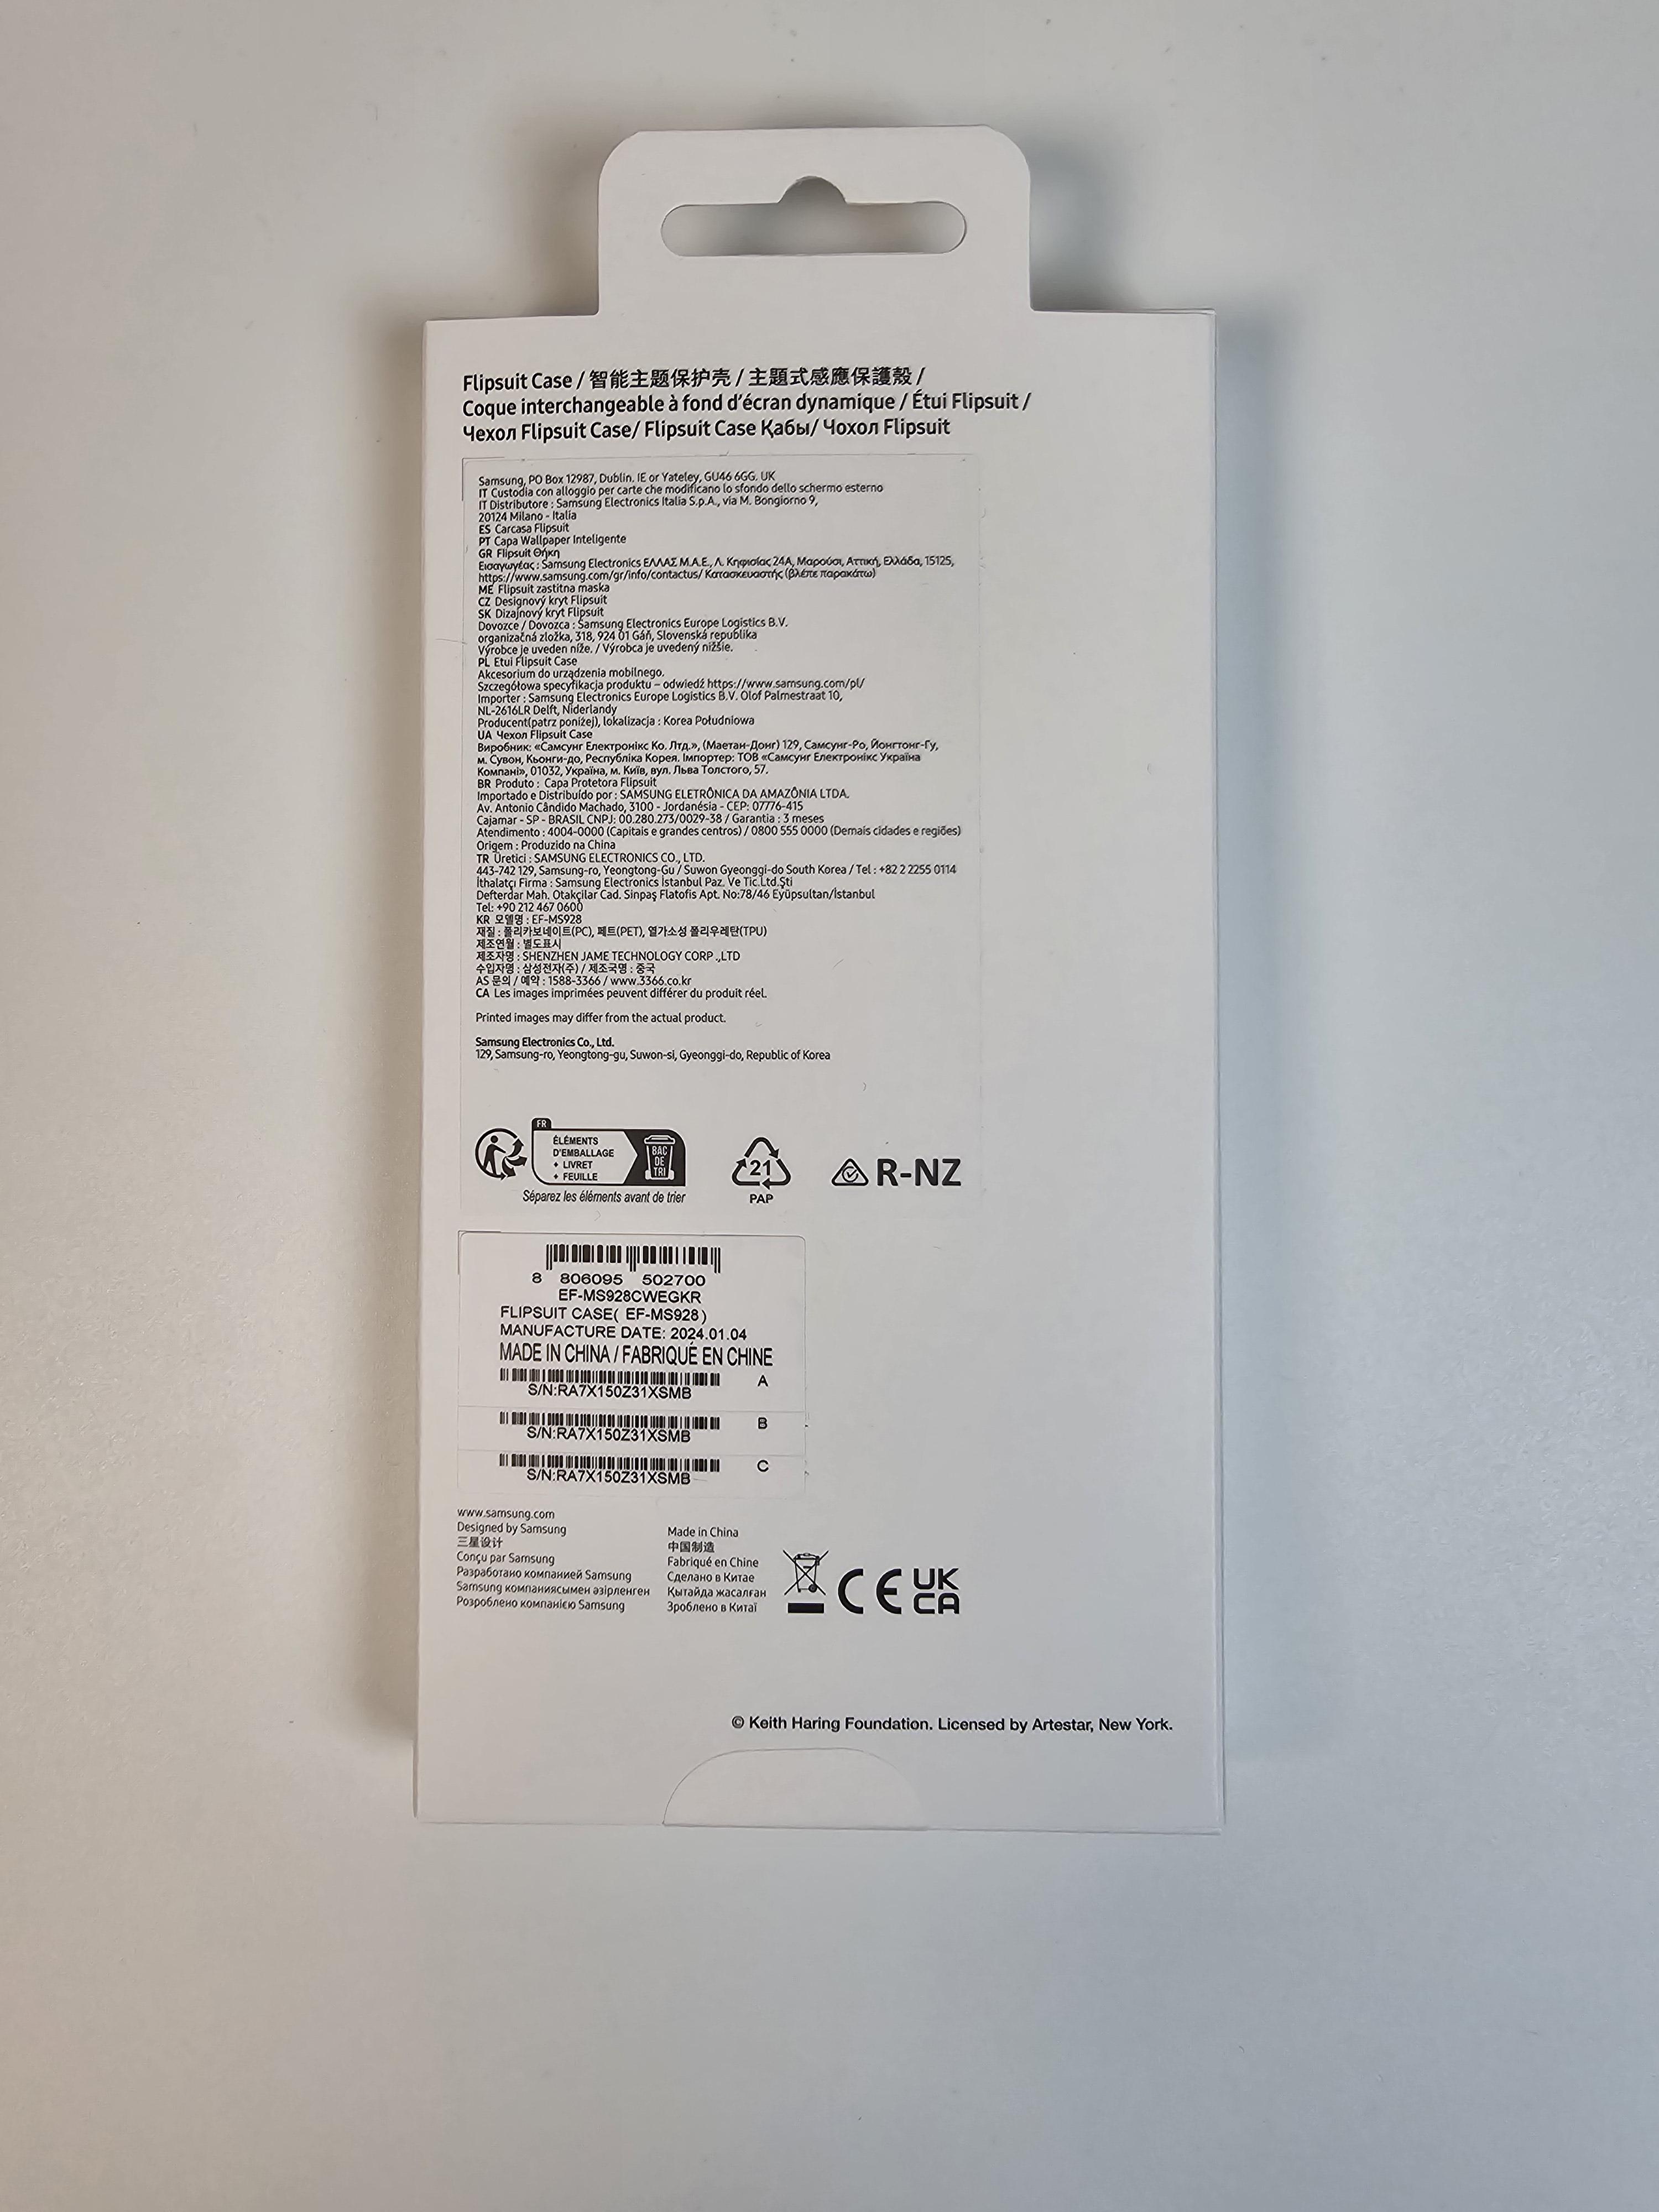 Flipsuit Case / 智能主题保护壳 / 主題式感應保護殼 /
Coque interchangeable à fond d'écran dynamique / Étui Flipsuit /
Чехол Flipsuit Case/ Flipsuit Case Қабы/ Чохол Flipsuit
Samsung, PO Box 12987, Dublin. IE or Yateley, GU46 6GG. UK
IT Custodia con alloggio per carte che modificano lo sfondo dello schermo esterno
IT Distributore : Samsung Electronics Italia S.p.A., via M. Bongiorno 9,
20124 Milano - Italia
ES Carcasa Flipsuit
PT Capa Wallpaper Inteligente
GR Flipsuit Θήκη
Εισαγωγέας : Samsung Electronics ΕΛΛΑΣ Μ.Α.Ε., Λ. Κηφισίας 24Α, Μαρούσι, Αττική, Ελλάδα, 15125,
https://www.samsung.com/gr/info/contactus/ Κατασκευαστής (βλέπε παρακάτω)
ME Flipsuit zastitna maska
CZ Designový kryt Flipsuit
SK Dizajnový kryt Flipsuit
Dovozce / Dovozca : Samsung Electronics Europe Logistics B.V.
organizačná zložka, 318, 924 01 Gáň, Slovenská republika
Výrobce je uveden níže. / Výrobca je uvedený nižšie.
PL Etui Flipsuit Case
Akcesorium do urządzenia mobilnego.
Szczegółowa specyfikacja produktu – odwiedź https://www.samsung.com/pl/
Importer : Samsung Electronics Europe Logistics B.V. Olof Palmestraat 10,
NL-2616LR Delft, Niderlandy
Producent(patrz poniżej), lokalizacja : Korea Południowa
UA Чехол Flipsuit Case
Виробник: «Самсунг Електронікс Ко. Лтд.», (Маетан-Донг) 129, Самсунг-Ро, Йонгтонг-Гу,
м. Сувон, Кьонги-до, Республіка Корея. Імпортер: ТОВ «Самсунг Електронікс Україна
Компані», 01032, Україна, м. Київ, вул. Льва Толстого, 57.
BR Produto : Capa Protetora Flipsuit
Importado e Distribuído por : SAMSUNG ELETRÔNICA DA AMAZÔNIA LTDA.
Av. Antonio Cândido Machado, 3100 - Jordanésia - CEP: 07776-415
Cajamar - SP - BRASIL CNPJ: 00.280.273/0029-38 / Garantia : 3 meses
Atendimento : 4004-0000 (Capitais e grandes centros) / 0800 555 0000 (Demais cidades e regiões)
Origem : Produzido na China
TR Üretici : SAMSUNG ELECTRONICS CO., LTD.
443-742 129, Samsung-ro, Yeongtong-Gu / Suwon Gyeonggi-do South Korea / Tel : +82 2 2255 0114
İthalatçı Firma : Samsung Electronics İstanbul Paz. Ve Tic.Ltd.Şti
Defterdar Mah. Otakçilar Cad. Sinpaş Flatofis Apt. No:78/46 Eyüpsultan/İstanbul
Tel: +90 212 467 0600
KR 모델명 : EF-MS928
재질 : 폴리카보네이트(PC), 페트(PET), 열가소성 폴리우레탄(TPU)
제조연월 : 별도표시
제조자명 : SHENZHEN JAME TECHNOLOGY CORP .,LTD
수입자명 : 삼성전자(주) / 제조국명 : 중국
AS 문의 / 예약 : 1588-3366 / www.3366.co.kr
CA Les images imprimées peuvent différer du produit réel.
Printed images may differ from the actual product.
Samsung Electronics Co., Ltd.
129, Samsung-ro, Yeongtong-gu, Suwon-si, Gyeonggi-do, Republic of Korea
FR
ÉLÉMENTS
D'EMBALLAGE
+ LIVRET
+ FEUILLE
BAC
DE
TRI
Séparez les éléments avant de trier
21
PAP
R-NZ
8 806095 502700
EF-MS928CWEGKR
FLIPSUIT CASE( EF-MS928 )
MANUFACTURE DATE: 2024.01.04
MADE IN CHINA / FABRIQUÉ EN CHINE
A
S/N:RA7X150Z31XSMB
B
S/N:RA7X150Z31XSMB
C
S/N:RA7X150Z31XSMB
www.samsung.com
Designed by Samsung
三星设计
Conçu par Samsung
Разработано компанией Samsung
Samsung компаниясымен әзірленген
Розроблено компанією Samsung
Made in China
中国制造
Fabriqué en Chine
Сделано в Китае
Қытайда жасалған
Зроблено в Китаї
CE
UK
CA
© Keith Haring Foundation. Licensed by Artestar, New York.